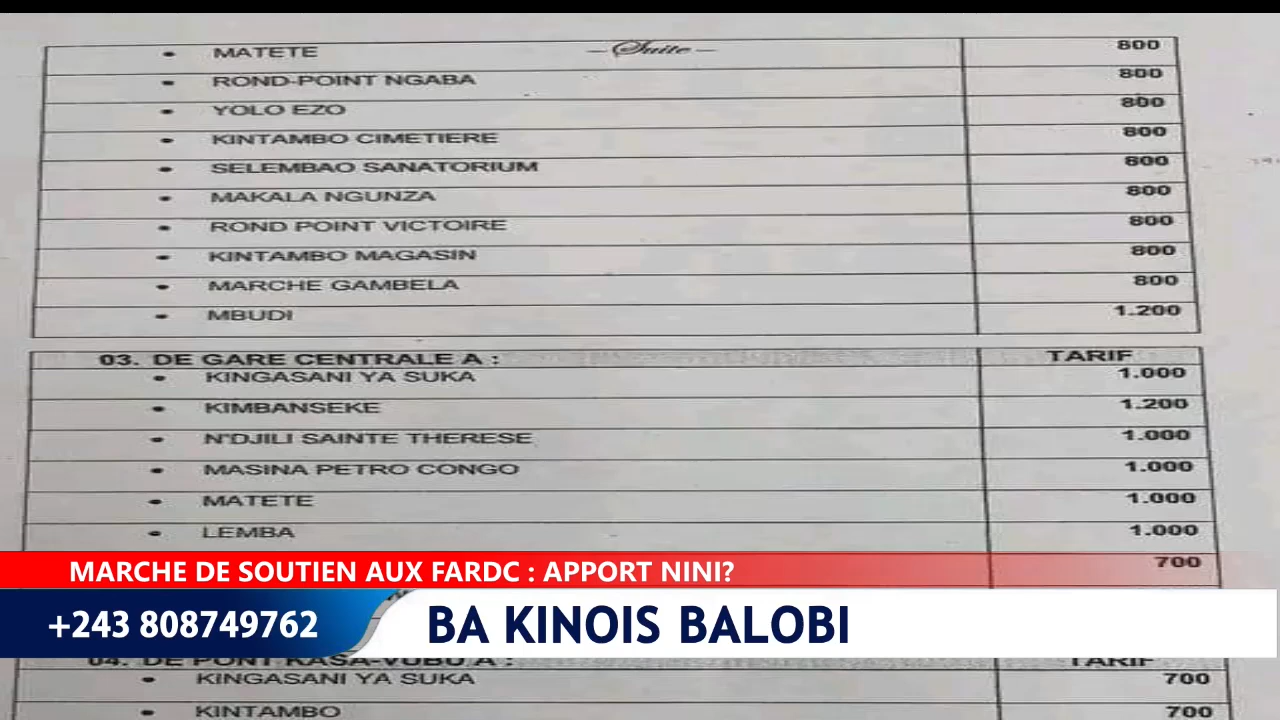 —Suite—
• MATETE 800
• ROND-POINT NGABA 800
• YOLO EZO 800
• KINTAMBO CIMETIERE 800
• SELEMBAO SANATORIUM 800
• MAKALA NGUNZA 800
• ROND POINT VICTOIRE 800
• KINTAMBO MAGASIN 800
• MARCHE GAMBELA 800
• MBUDI 1.200
03. DE GARE CENTRALE A : TARIF
• KINGASANI YA SUKA 1.000
• KIMBANSEKE 1.200
• N'DJILI SAINTE THERESE 1.000
• MASINA PETRO CONGO 1.000
• MATETE 1.000
• LEMBA 1.000
700
MARCHE DE SOUTIEN AUX FARDC : APPORT NINI?
+243 808749762
BA KINOIS BALOBI
04. DE PONT KASA-VUBU A : TARIF
• KINGASANI YA SUKA 700
• KINTAMBO 700